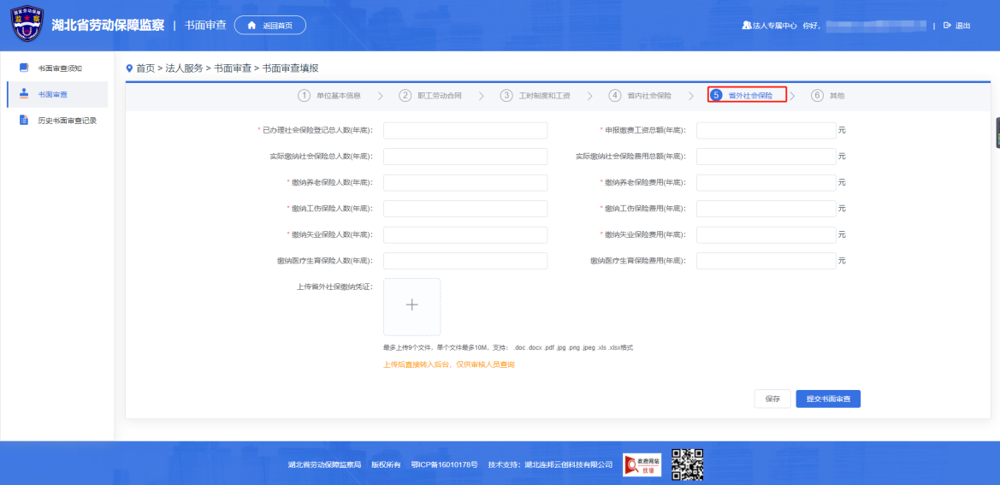 国家劳动保障
监 察
湖北省劳动保障监察 | 书面审查 返回首页 法人专属中心 你好, | 退出
书面审查须知
书面审查
历史书面审查记录
首页 > 法人服务 > 书面审查 > 书面审查填报
1 单位基本信息 > 2 职工劳动合同 > 3 工时制度和工资 > 4 省内社会保险 > 5 省外社会保险 > 6 其他
* 已办理社会保险登记总人数(年底): * 申报缴费工资总额(年底): 元
实际缴纳社会保险总人数(年底): 实际缴纳社会保险费用总额(年底): 元
* 缴纳养老保险人数(年底): * 缴纳养老保险费用(年底): 元
* 缴纳工伤保险人数(年底): * 缴纳工伤保险费用(年底): 元
* 缴纳失业保险人数(年底): * 缴纳失业保险费用(年底): 元
缴纳医疗生育保险人数(年底): 缴纳医疗生育保险费用(年底): 元
上传省外社保缴纳凭证:
最多上传9个文件、单个文件最多10M，支持： .doc .docx .pdf .jpg .png .jpeg .xls .xlsx格式
上传后直接转入后台，仅供审核人员查询
保存 提交书面审查
湖北省劳动保障监察局 版权所有 鄂ICP备16010178号 技术支持：湖北连邦云创科技有限公司 政府网站
找错